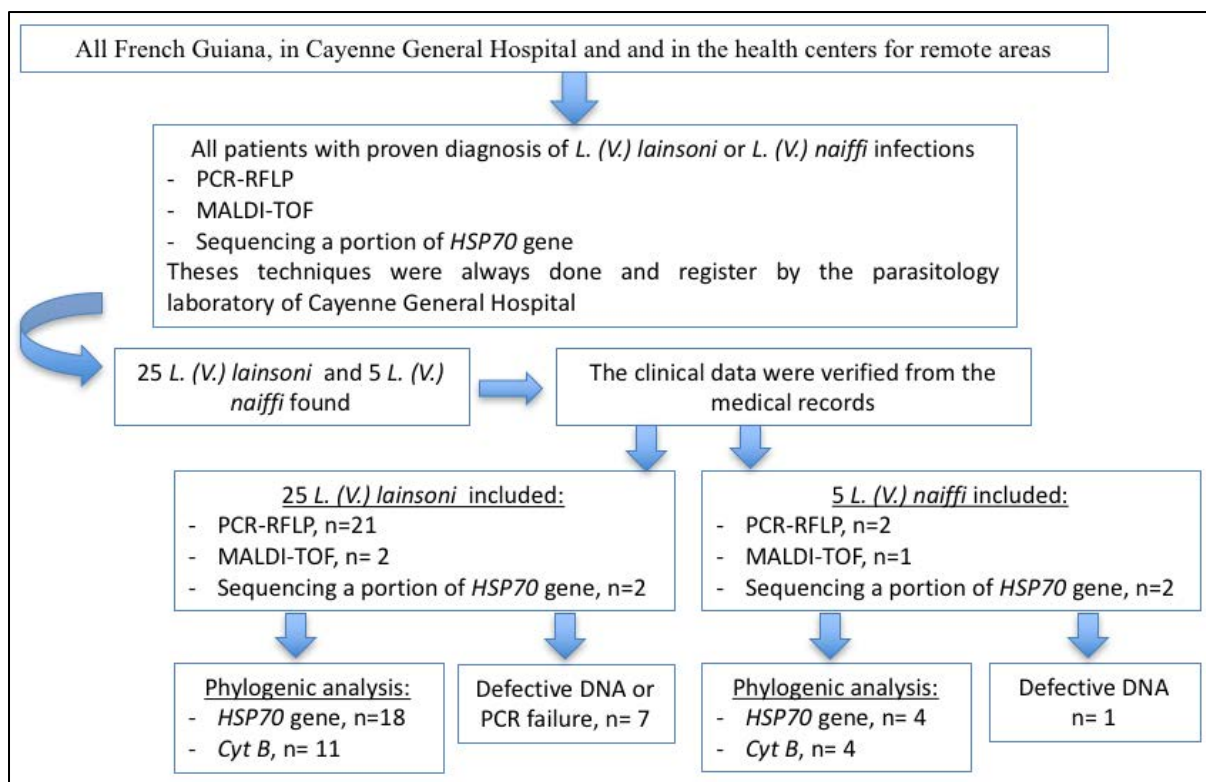 All French Guiana, in Cayenne General Hospital and and in the health centers for remote areas
All patients with proven diagnosis of L. (V.) lainsoni or L. (V.) naiffi infections
- PCR-RFLP
- MALDI-TOF
- Sequencing a portion of HSP70 gene
Theses techniques were always done and register by the parasitology
laboratory of Cayenne General Hospital
25 L. (V.) lainsoni and 5 L. (V.)
naiffi found
The clinical data were verified from the
medical records
25 L. (V.) lainsoni included:
- PCR-RFLP, n=21
- MALDI-TOF, n= 2
- Sequencing a portion of HSP70 gene, n=2
5 L. (V.) naiffi included:
- PCR-RFLP, n=2
- MALDI-TOF, n=1
- Sequencing a portion of HSP70 gene, n=2
Phylogenic analysis:
- HSP70 gene, n=18
- Cyt B, n= 11
Defective DNA or
PCR failure, n= 7
Phylogenic analysis:
- HSP70 gene, n= 4
- Cyt B, n= 4
Defective DNA
n= 1